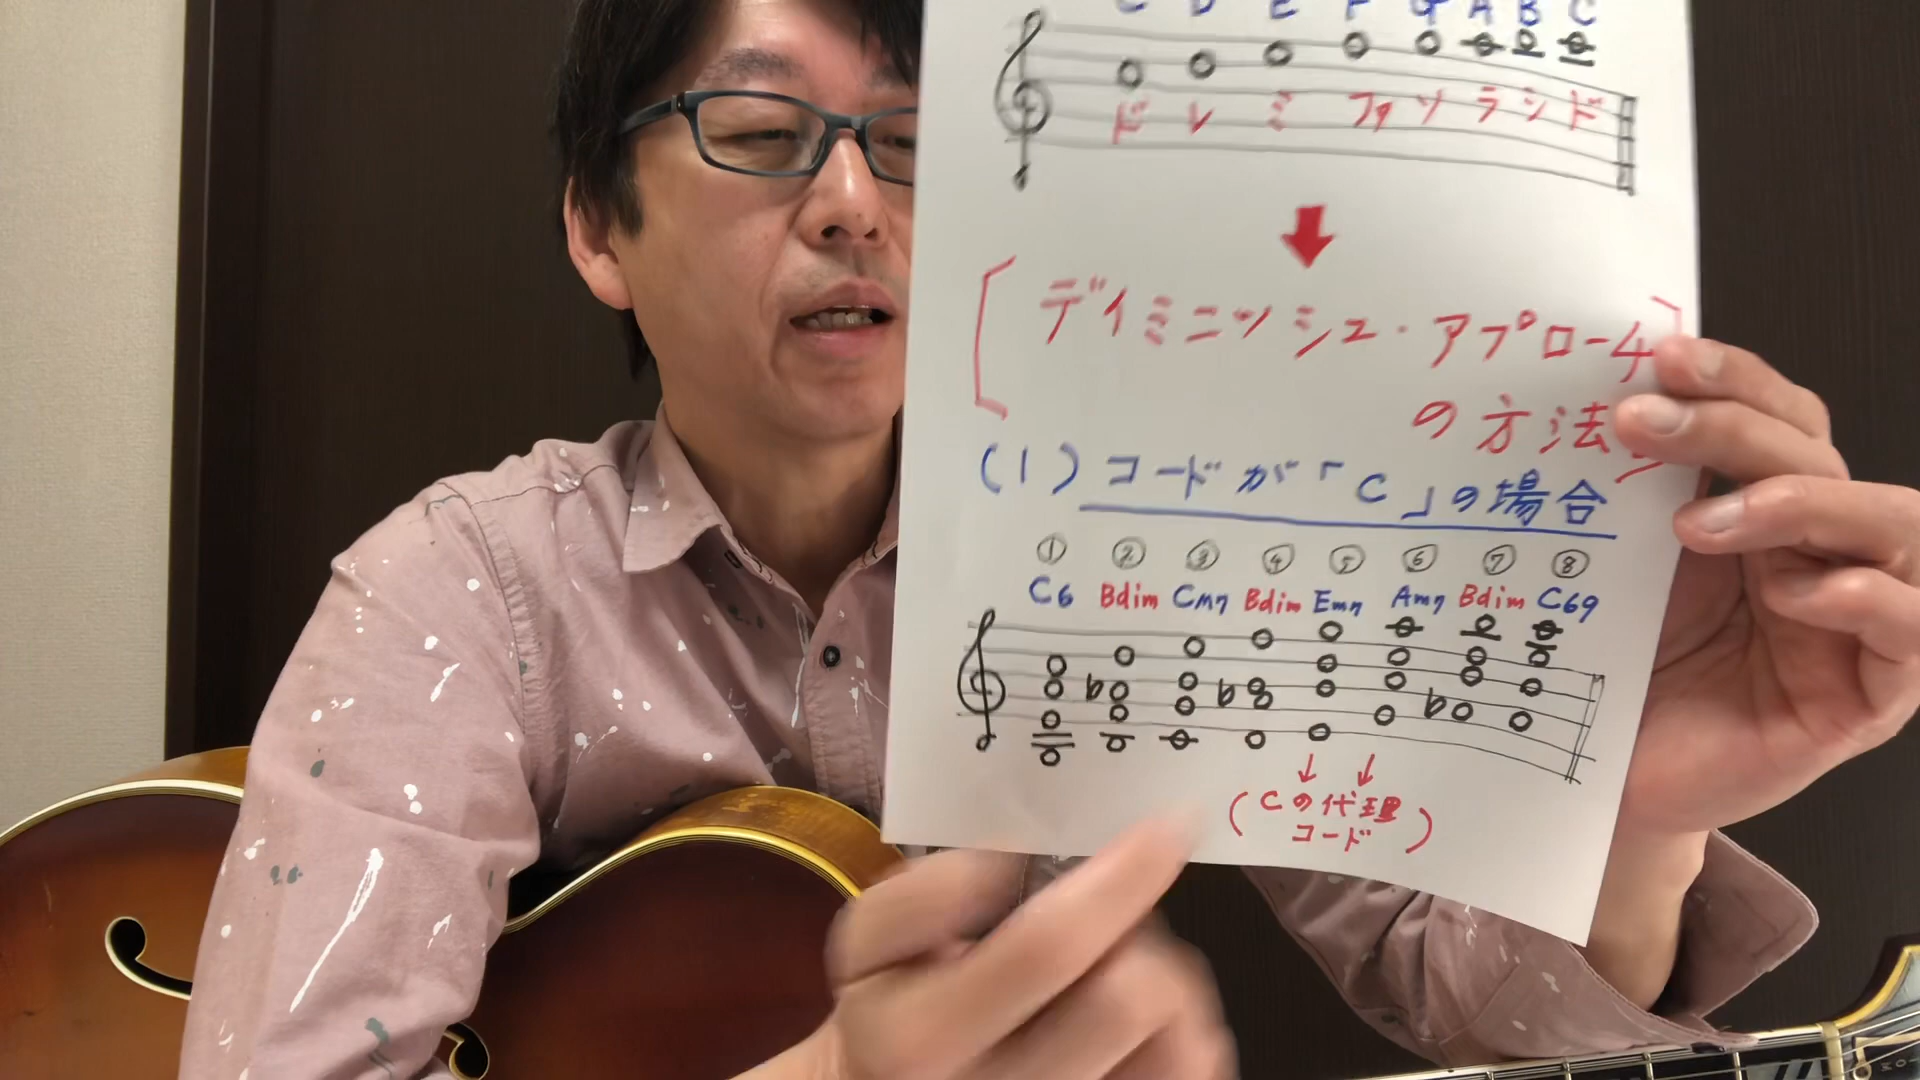 C D E F G A B C
ド レ ミ ファ ソ ラ シ ド
[ディミニッシュ・アプローチ
の方法]
(1) コードが「C」の場合
① ② ③ ④ ⑤ ⑥ ⑦ ⑧
C6 Bdim CM7 Bdim Em7 Am7 Bdim C69
↓ ↓
(Cの代理
コード)